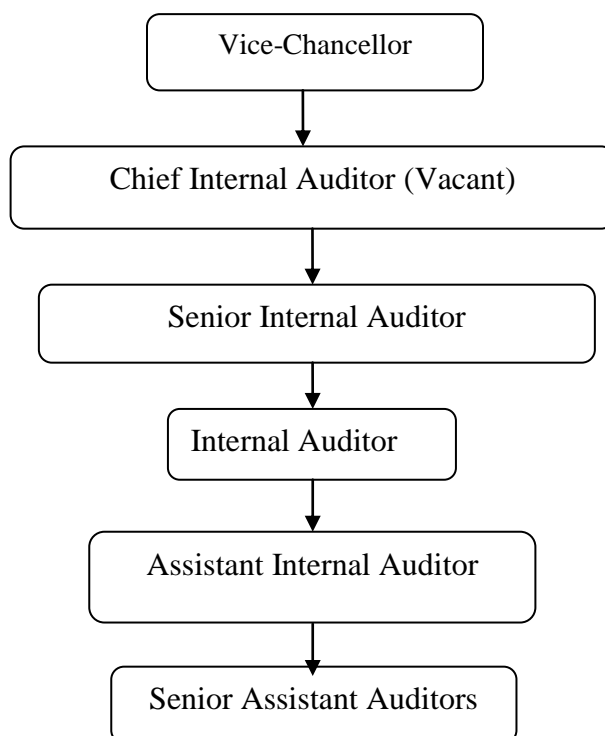 Vice-Chancellor
Chief Internal Auditor (Vacant)
Senior Internal Auditor
Internal Auditor
Assistant Internal Auditor
Senior Assistant Auditors